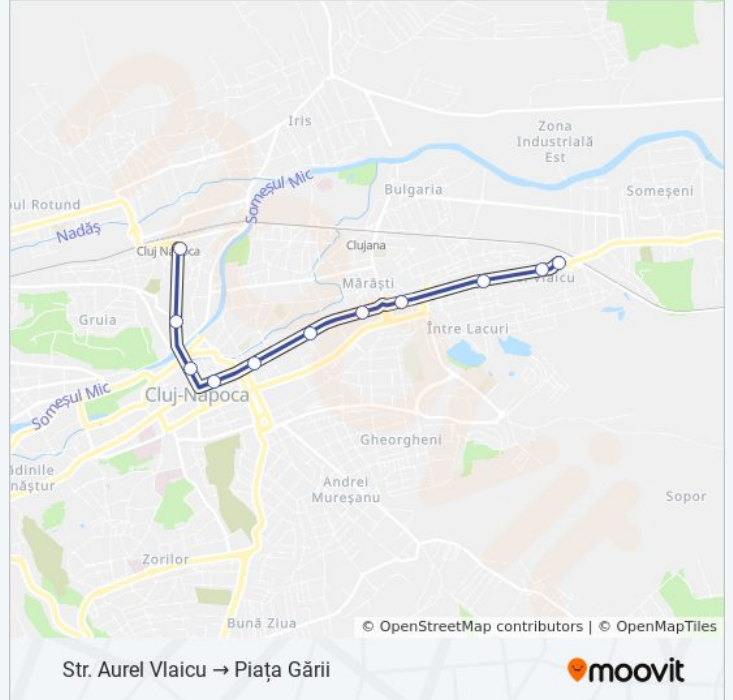 Iris
Zona
Industrială
Est
Someșul Mic
Bulgaria
Someșeni
pul Rotund
Nadăș
Cluj Napoca
Clujana
Mărăști
Vlaicu
Gruia
Între Lacuri
Someșul Mic
Cluj-Napoca
Gheorgheni
ădinile
năștur
Andrei
Mureșanu
Sopor
Zorilor
Bună Ziua
© OpenStreetMap contributors | © OpenMapTiles
Str. Aurel Vlaicu → Piața Gării
moovit